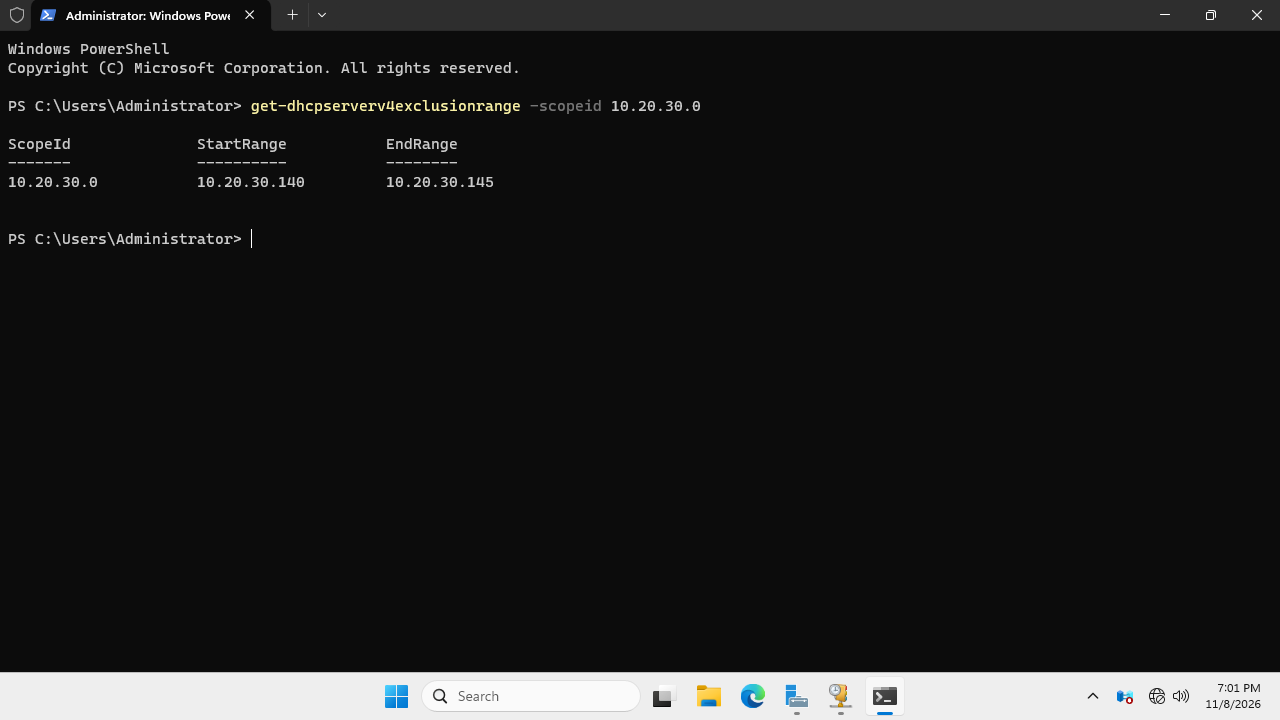 Administrator: Windows Powe
Windows PowerShell
Copyright (C) Microsoft Corporation. All rights reserved.
PS C:\Users\Administrator> get-dhcpserverv4exclusionrange -scopeid 10.20.30.0
ScopeId StartRange EndRange
------- ---------- --------
10.20.30.0 10.20.30.140 10.20.30.145
PS C:\Users\Administrator>
Search
7:01 PM
11/8/2026